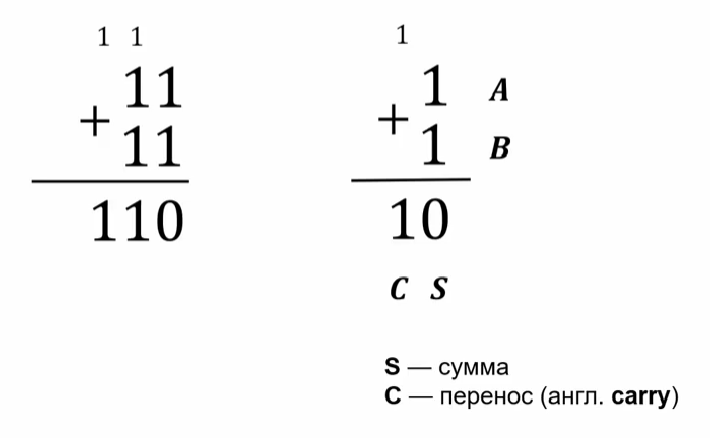 1 1
11
+
11
110
1
1 A
+
1 B
10
C S
S — сумма
C — перенос (англ. carry)